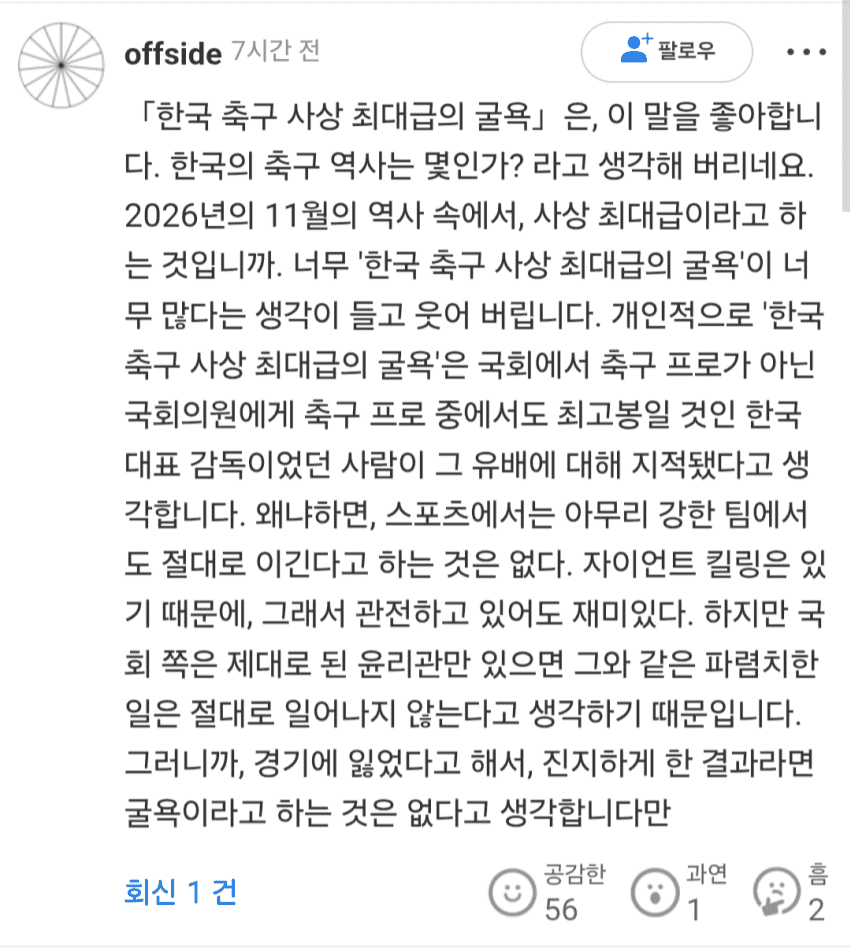 offside 7시간 전 팔로우
「한국 축구 사상 최대급의 굴욕」은, 이 말을 좋아합니
다. 한국의 축구 역사는 몇인가? 라고 생각해 버리네요.
2026년의 11월의 역사 속에서, 사상 최대급이라고 하
는 것입니까. 너무 '한국 축구 사상 최대급의 굴욕'이 너
무 많다는 생각이 들고 웃어 버립니다. 개인적으로 '한국
축구 사상 최대급의 굴욕'은 국회에서 축구 프로가 아닌
국회의원에게 축구 프로 중에서도 최고봉일 것인 한국
대표 감독이었던 사람이 그 유배에 대해 지적됐다고 생
각합니다. 왜냐하면, 스포츠에서는 아무리 강한 팀에서
도 절대로 이긴다고 하는 것은 없다. 자이언트 킬링은 있
기 때문에, 그래서 관전하고 있어도 재미있다. 하지만 국
회 쪽은 제대로 된 윤리관만 있으면 그와 같은 파렴치한
일은 절대로 일어나지 않는다고 생각하기 때문입니다.
그러니까, 경기에 잃었다고 해서, 진지하게 한 결과라면
굴욕이라고 하는 것은 없다고 생각합니다만
회신 1 건
공감한 56
과연 1
흠 2